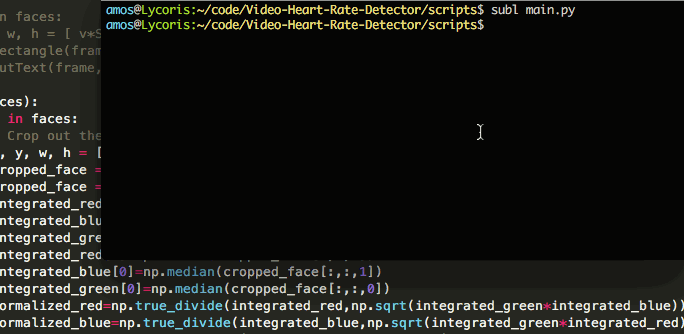 amos@Lycoris:~/code/Video-Heart-Rate-Detector/scripts$ subl main.py
amos@Lycoris:~/code/Video-Heart-Rate-Detector/scripts$
n faces:
w, h = [ v*S
ectangle(fram
utText(frame,
ces):
in faces:
Crop out the
, y, w, h = [
ropped_face =
ropped_face =
ntegrated_red
ntegrated_blu
ntegrated_gre
ntegrated_red
ntegrated_blue[0]=np.median(cropped_face[:,:,1])
ntegrated_green[0]=np.median(cropped_face[:,:,0])
ormalized_red=np.true_divide(integrated_red,np.sqrt(integrated_green*integrated_blue))
ormalized_blue=np.true_divide(integrated_blue,np.sqrt(integrated_green*integrated_red))